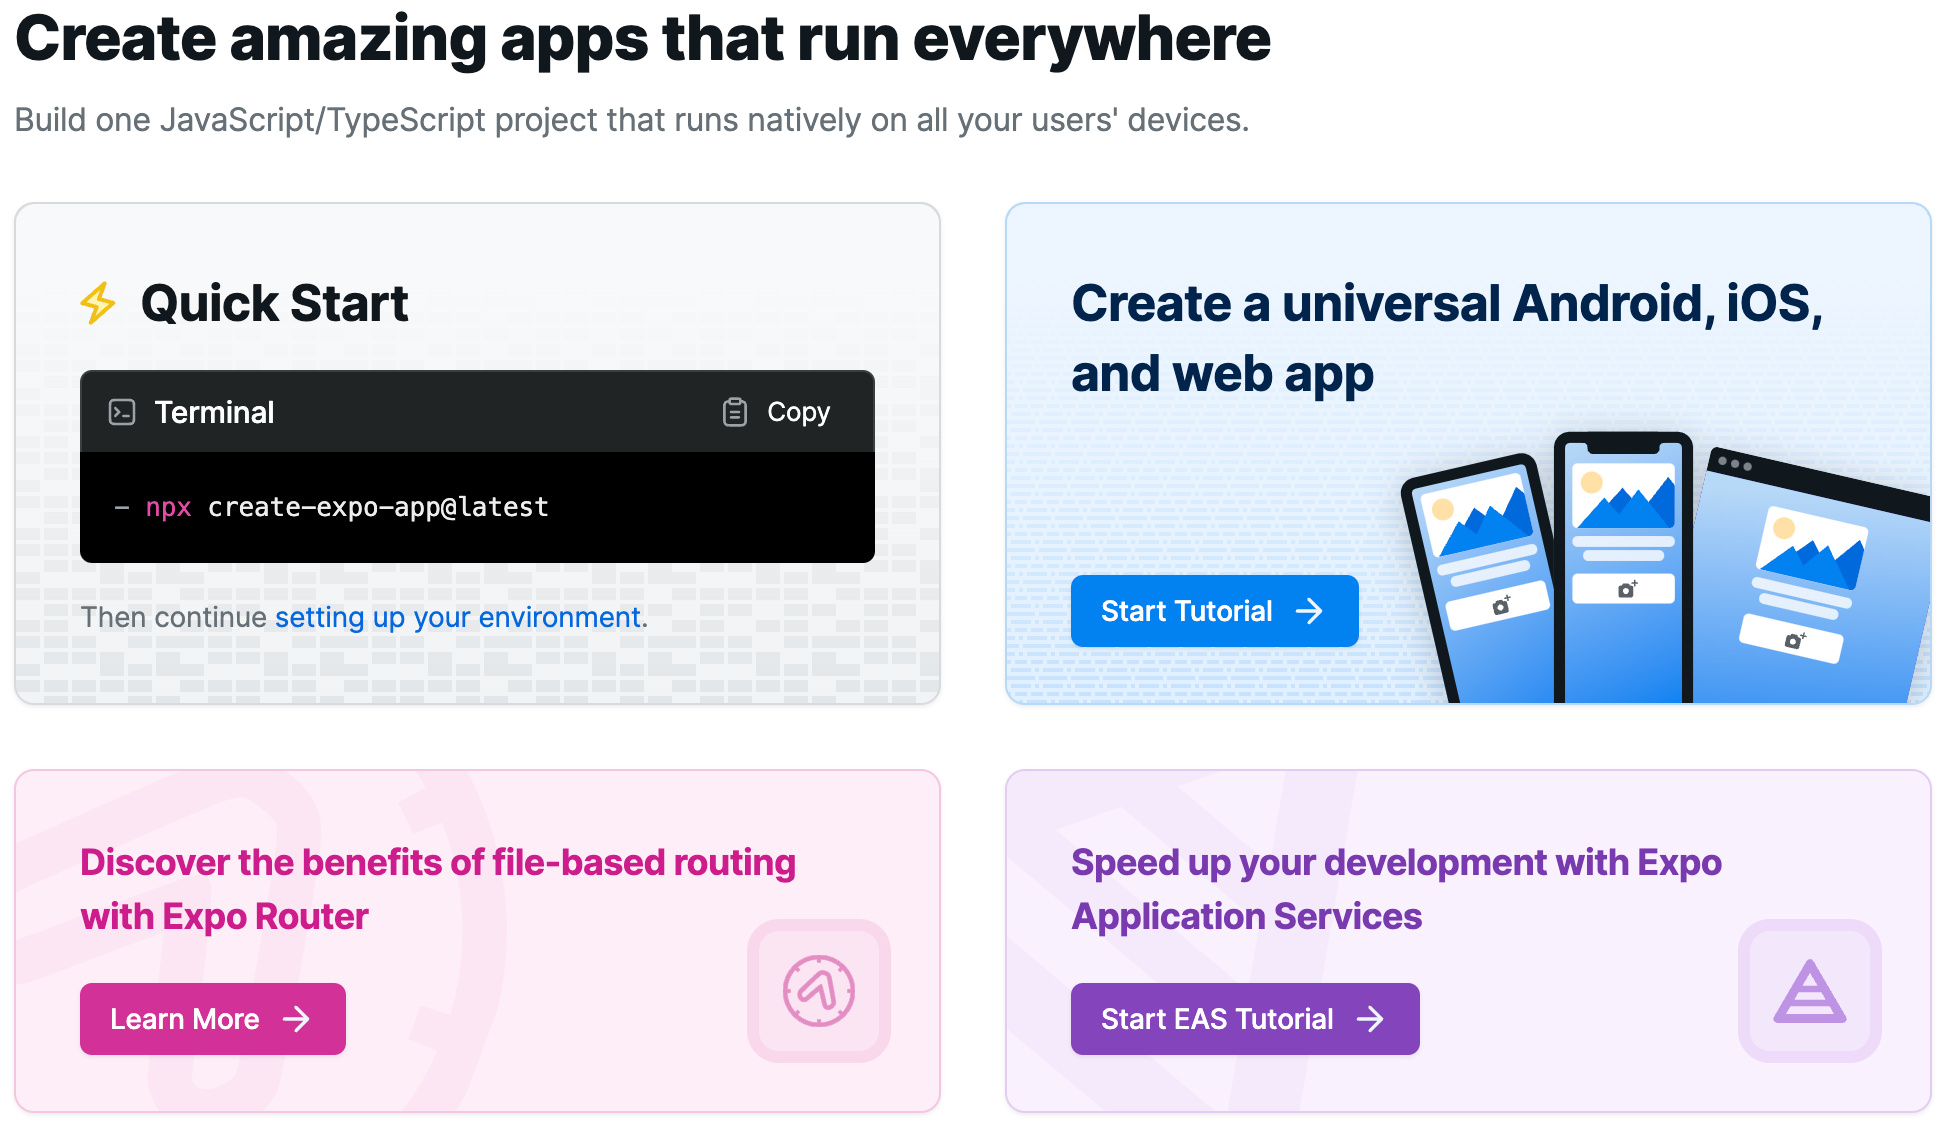 Create amazing apps that run everywhere
Build one JavaScript/TypeScript project that runs natively on all your users' devices.
Quick Start
Terminal
Copy
– npx create-expo-app@latest
Then continue setting up your environment.
Create a universal Android, iOS,
and web app
Start Tutorial
Discover the benefits of file-based routing
with Expo Router
Learn More
Speed up your development with Expo
Application Services
Start EAS Tutorial